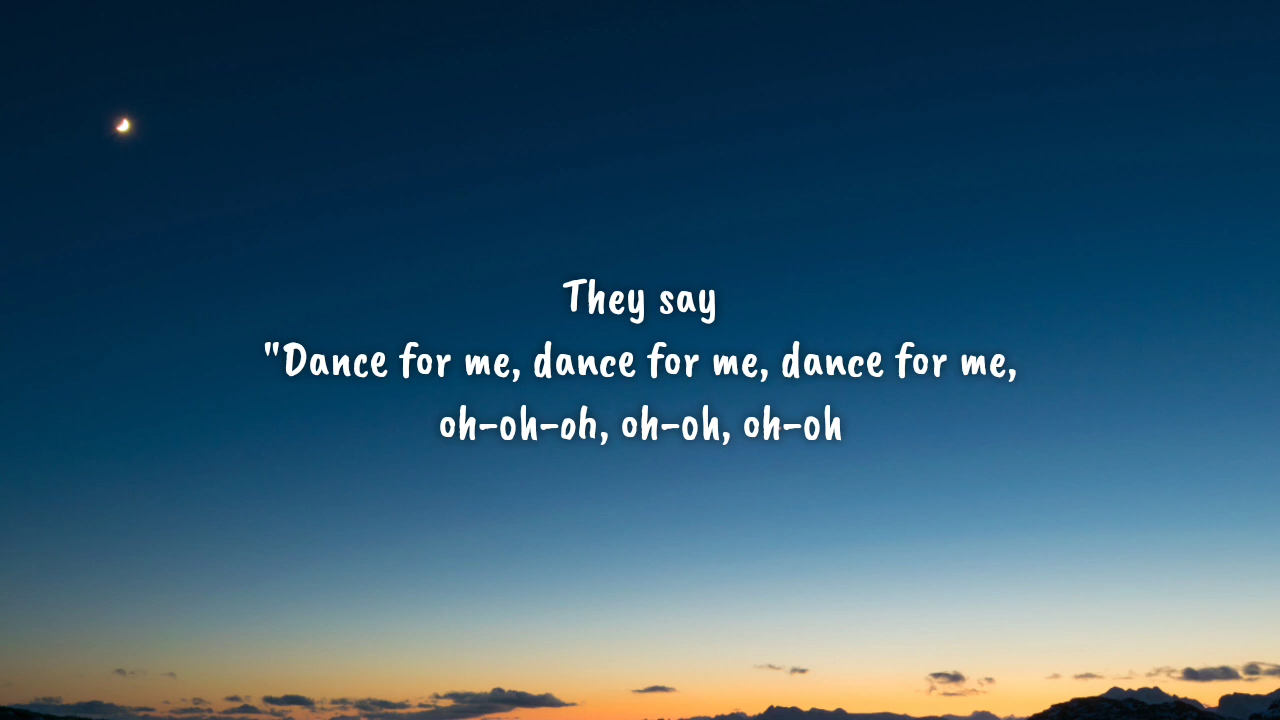 They say
"Dance for me, dance for me, dance for me,
oh-oh-oh, oh-oh, oh-oh